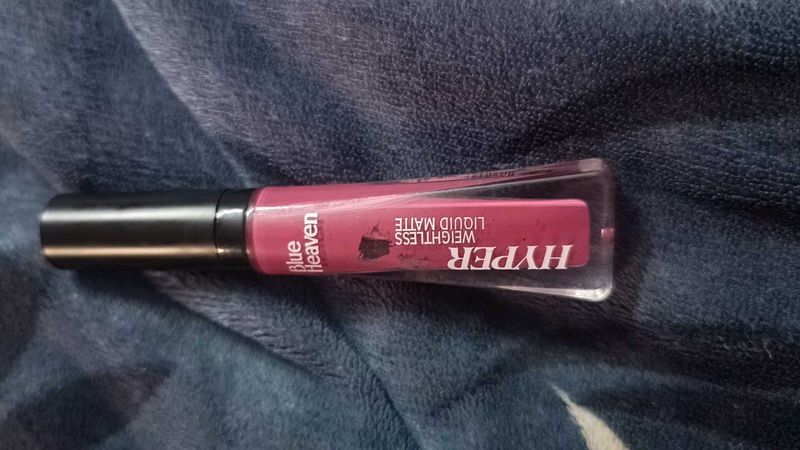 HYPER
WEIGHTLESS
LIQUID MATTE
Blue
Heaven